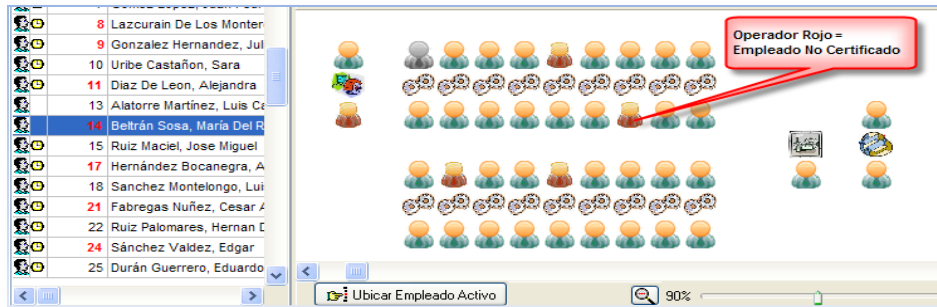 8 Lazcurain De Los Monter
9 Gonzalez Hernandez, Jul
10 Uribe Castañon, Sara
11 Diaz De Leon, Alejandra
13 Alatorre Martínez, Luis Ca
14 Beltrán Sosa, María Del R
15 Ruiz Maciel, Jose Miguel
17 Hernández Bocanegra, A
18 Sanchez Montelongo, Lui
21 Fabregas Nuñez, Cesar A
22 Ruiz Palomares, Hernan D
24 Sánchez Valdez, Edgar
25 Durán Guerrero, Eduardo
Operador Rojo =
Empleado No Certificado
Ubicar Empleado Activo
90%